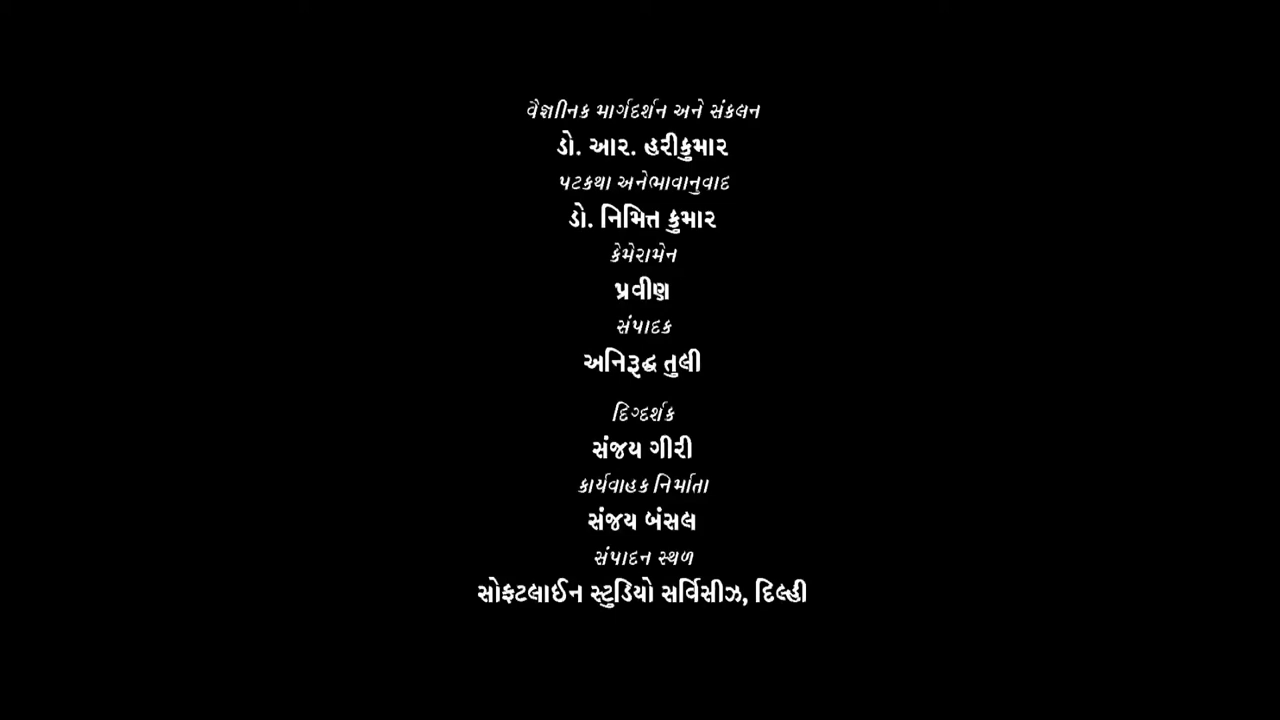 વૈજ્ઞાીનક માર્ગદર્શન અને સંકલન
ડો. આર. હરીકુમાર
પટકથા અનેભાવાનુવાદ
ડો. નિમિત્ત કુમાર
કેમેરામેન
પ્રવીણ
સંપાદક
અનિરૂદ્ધ તુલી
દિગ્દર્શક
સંજય ગીરી
કાર્યવાહક નિર્માતા
સંજય બંસલ
સંપાદન સ્થળ
સોફ્ટલાઈન સ્ટુડિયો સર્વિસીઝ, દિલ્હી